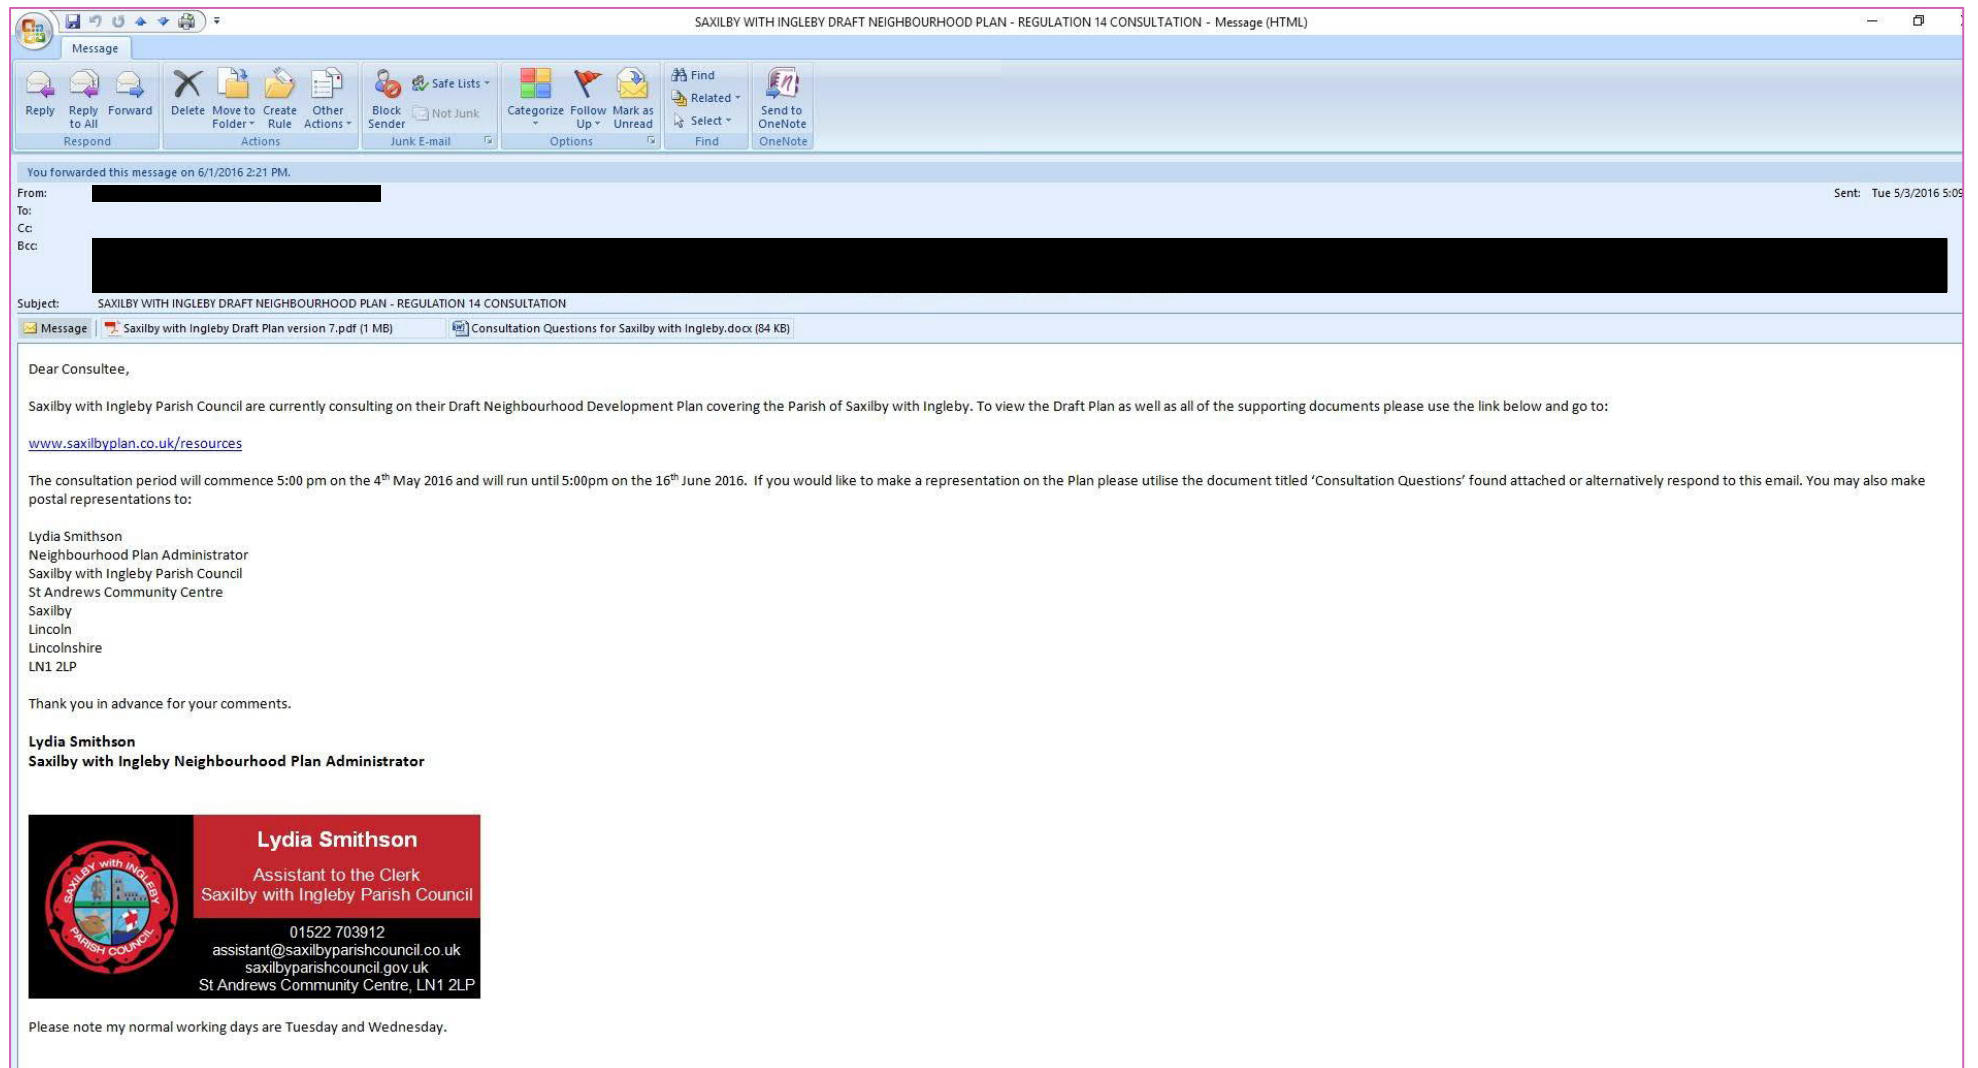 SAXILBY WITH INGLEBY DRAFT NEIGHBOURHOOD PLAN - REGULATION 14 CONSULTATION - Message (HTML)
Message
Reply
Reply to All
Forward
Respond
Delete
Move to Folder
Create Rule
Other Actions
Actions
Block Sender
Safe Lists
Not Junk
Junk E-mail
Categorize
Follow Up
Mark as Unread
Options
Find
Related
Select
Find
Send to OneNote
OneNote
You forwarded this message on 6/1/2016 2:21 PM.
From:
Sent: Tue 5/3/2016 5:09
To:
Cc:
Bcc:
Subject: SAXILBY WITH INGLEBY DRAFT NEIGHBOURHOOD PLAN - REGULATION 14 CONSULTATION
Message Saxilby with Ingleby Draft Plan version 7.pdf (1 MB) Consultation Questions for Saxilby with Ingleby.docx (84 KB)
Dear Consultee,
Saxilby with Ingleby Parish Council are currently consulting on their Draft Neighbourhood Development Plan covering the Parish of Saxilby with Ingleby. To view the Draft Plan as well as all of the supporting documents please use the link below and go to:
www.saxilbyplan.co.uk/resources
The consultation period will commence 5:00 pm on the 4th May 2016 and will run until 5:00pm on the 16th June 2016. If you would like to make a representation on the Plan please utilise the document titled ‘Consultation Questions’ found attached or alternatively respond to this email. You may also make
postal representations to:
Lydia Smithson
Neighbourhood Plan Administrator
Saxilby with Ingleby Parish Council
St Andrews Community Centre
Saxilby
Lincoln
Lincolnshire
LN1 2LP
Thank you in advance for your comments.
Lydia Smithson
Saxilby with Ingleby Neighbourhood Plan Administrator
SAXILBY with INGLEBY
PARISH COUNCIL
Lydia Smithson
Assistant to the Clerk
Saxilby with Ingleby Parish Council
01522 703912
assistant@saxilbyparishcouncil.co.uk
saxilbyparishcouncil.gov.uk
St Andrews Community Centre, LN1 2LP
Please note my normal working days are Tuesday and Wednesday.